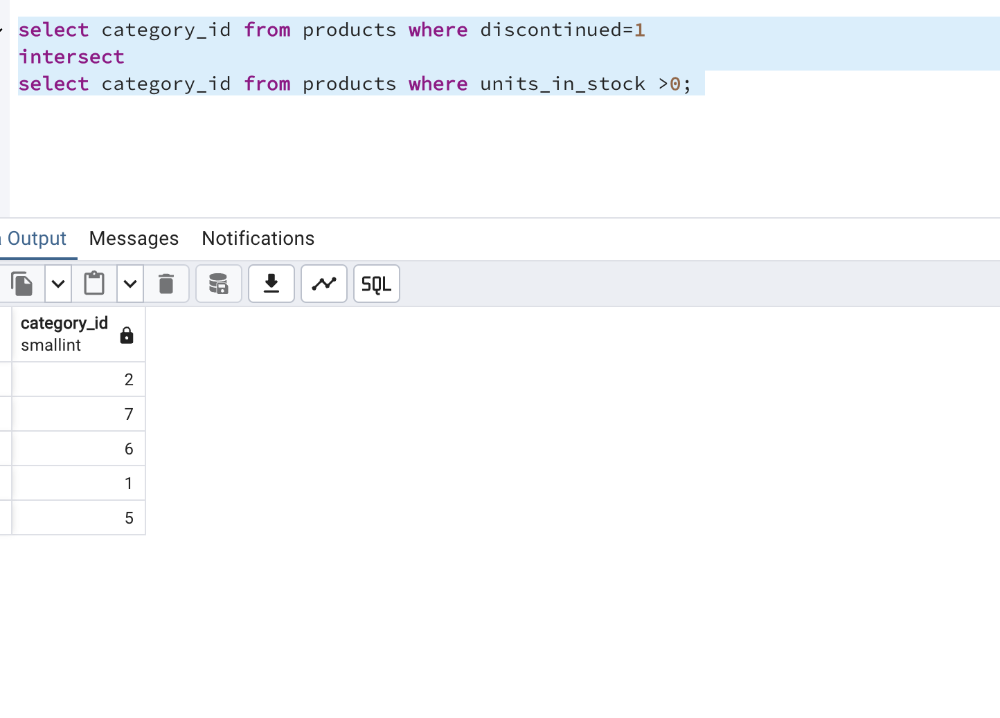 select category_id from products where discontinued=1
intersect
select category_id from products where units_in_stock >0;
Output Messages Notifications
SQL
category_id
smallint
2
7
6
1
5